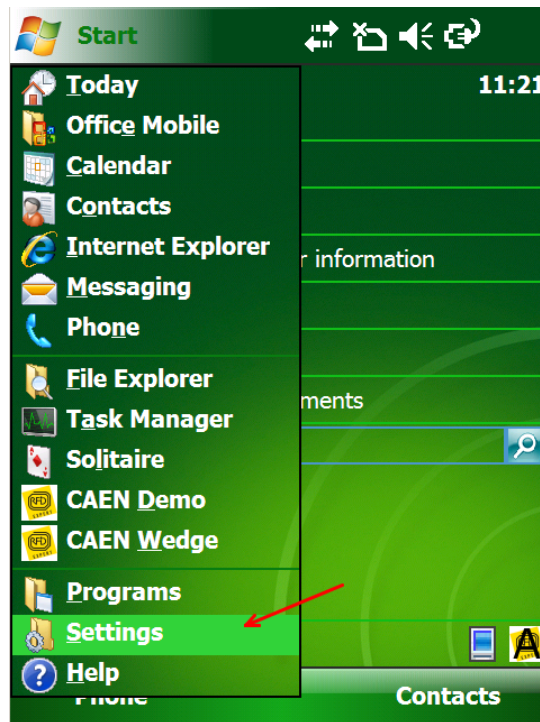 Start
Today
11:21
Office Mobile
Calendar
Contacts
Internet Explorer
r information
Messaging
Phone
File Explorer
ments
Task Manager
Solitaire
CAEN Demo
CAEN Wedge
Programs
Settings
Help
Phone
Contacts